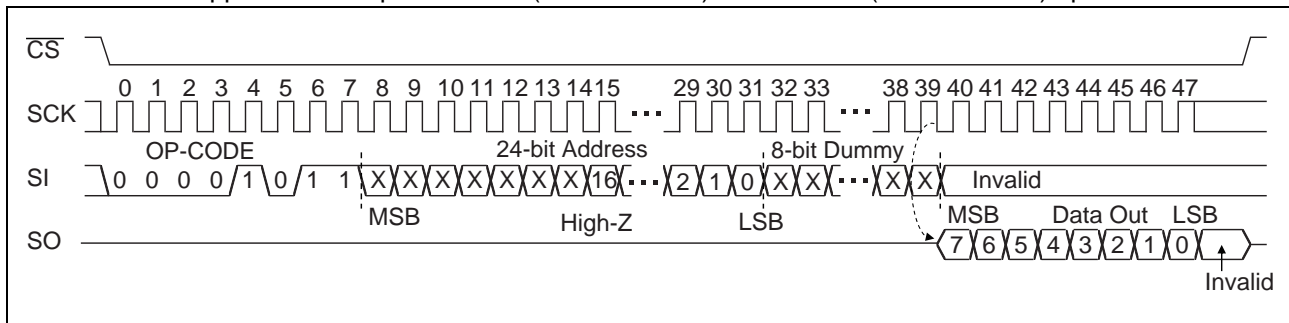 CS
0 1 2 3 4 5 6 7 8 9 10 11 12 13 14 15 29 30 31 32 33 38 39 40 41 42 43 44 45 46 47
SCK
OP-CODE 24-bit Address 8-bit Dummy
SI 0 0 0 0 1 0 1 1 X X X X X X X 16 2 1 0 X X X X Invalid
MSB High-Z LSB MSB Data Out LSB
SO 7 6 5 4 3 2 1 0
Invalid